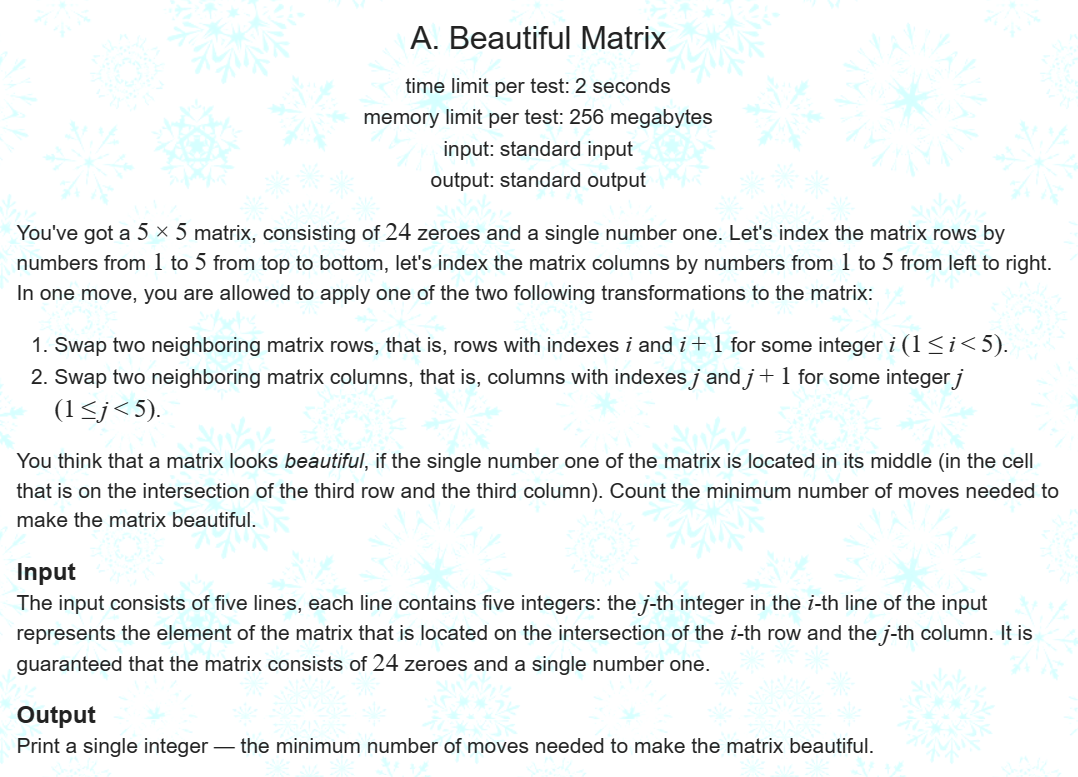 A. Beautiful Matrix
time limit per test: 2 seconds
memory limit per test: 256 megabytes
input: standard input
output: standard output
You've got a 5 × 5 matrix, consisting of 24 zeroes and a single number one. Let's index the matrix rows by
numbers from 1 to 5 from top to bottom, let's index the matrix columns by numbers from 1 to 5 from left to right.
In one move, you are allowed to apply one of the two following transformations to the matrix:
1. Swap two neighboring matrix rows, that is, rows with indexes i and i + 1 for some integer i (1 ≤ i < 5).
2. Swap two neighboring matrix columns, that is, columns with indexes j and j + 1 for some integer j
(1 ≤ j < 5).
You think that a matrix looks beautiful, if the single number one of the matrix is located in its middle (in the cell
that is on the intersection of the third row and the third column). Count the minimum number of moves needed to
make the matrix beautiful.
Input
The input consists of five lines, each line contains five integers: the j-th integer in the i-th line of the input
represents the element of the matrix that is located on the intersection of the i-th row and the j-th column. It is
guaranteed that the matrix consists of 24 zeroes and a single number one.
Output
Print a single integer — the minimum number of moves needed to make the matrix beautiful.